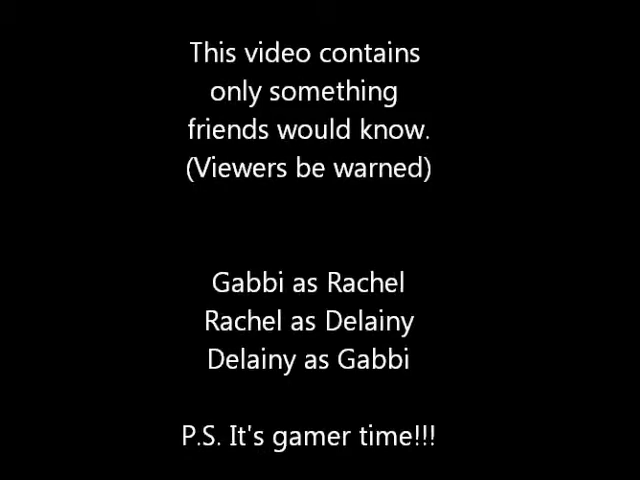 This video contains
only something
friends would know.
(Viewers be warned)
Gabbi as Rachel
Rachel as Delainy
Delainy as Gabbi
P.S. It's gamer time!!!